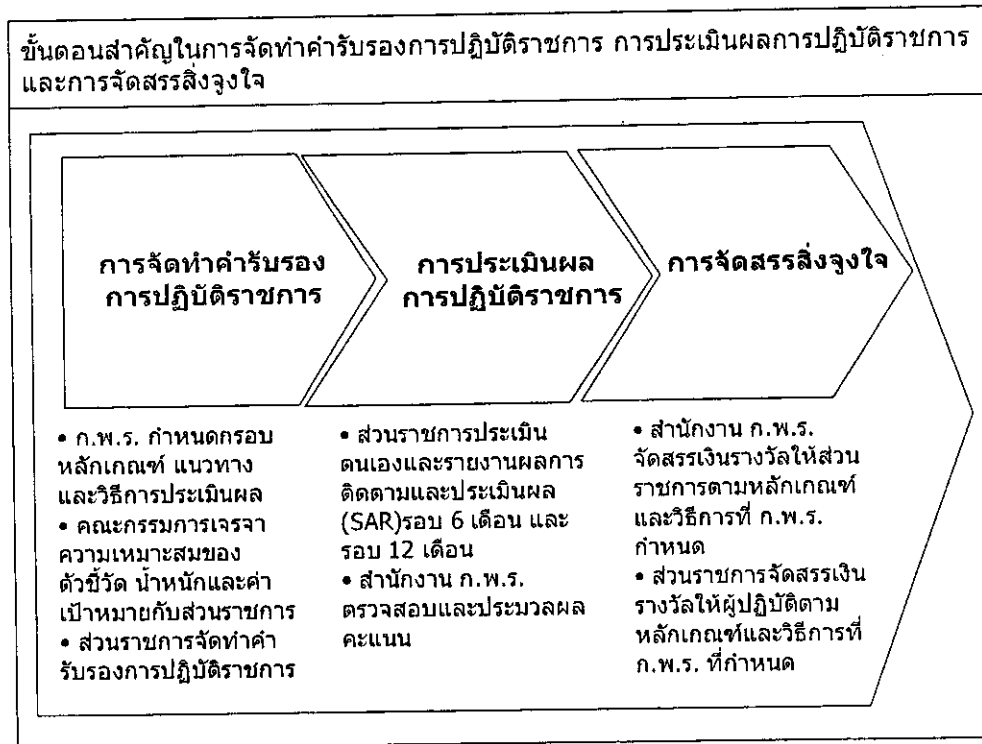 ขั้นตอนสำคัญในการจัดทำคำรับรองการปฏิบัติราชการ การประเมินผลการปฏิบัติราชการ
และการจัดสรรสิ่งจูงใจ
การจัดทำคำรับรอง
การปฏิบัติราชการ
การประเมินผล
การปฏิบัติราชการ
การจัดสรรสิ่งจูงใจ
• ก.พ.ร. กำหนดกรอบ
หลักเกณฑ์ แนวทาง
และวิธีการประเมินผล
• คณะกรรมการเจรจา
ความเหมาะสมของ
ตัวชี้วัด น้ำหนักและค่า
เป้าหมายกับส่วนราชการ
• ส่วนราชการจัดทำคำ
รับรองการปฏิบัติราชการ
• ส่วนราชการประเมิน
ตนเองและรายงานผลการ
ติดตามและประเมินผล
(SAR)รอบ 6 เดือน และ
รอบ 12 เดือน
• สำนักงาน ก.พ.ร.
ตรวจสอบและประมวลผล
คะแนน
• สำนักงาน ก.พ.ร.
จัดสรรเงินรางวัลให้ส่วน
ราชการตามหลักเกณฑ์
และวิธีการที่ ก.พ.ร.
กำหนด
• ส่วนราชการจัดสรรเงิน
รางวัลให้ผู้ปฏิบัติตาม
หลักเกณฑ์และวิธีการที่
ก.พ.ร. ที่กำหนด